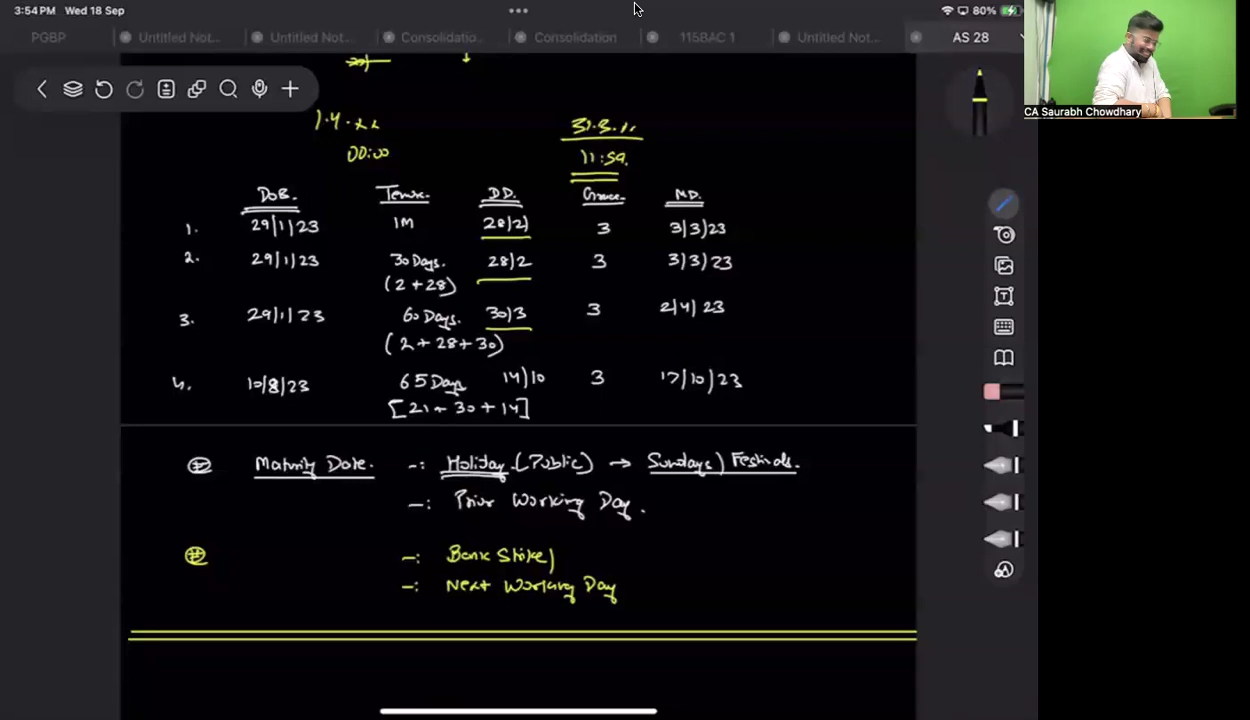 3:54 PM Wed 18 Sep
80%
PGBP
Untitled Not...
Untitled Not...
Consolidatio...
Consolidation
115BAC 1
Untitled Not...
AS 28
CA Saurabh Chowdhary
1.4.xx
00:00
11:59.
DOB. Tenure. DD. Grace. MD.
1. 29/1/23 1M 28/2) 3 3/3/23
2. 29/1/23 30 Days. 28/2 3 3/3/23
(2 + 28)
3. 29/1/23 60 Days. 30/3 3 2/4/23
(2 + 28 + 30)
4. 10/8/23 65 Days 14/10 3 17/10/23
[21 + 30 + 14]
# Maturity Date. -: Holiday.(Public) → Sundays) Festivals.
-: Prior Working Day.
# -: Bank Strike)
-: Next Working Day